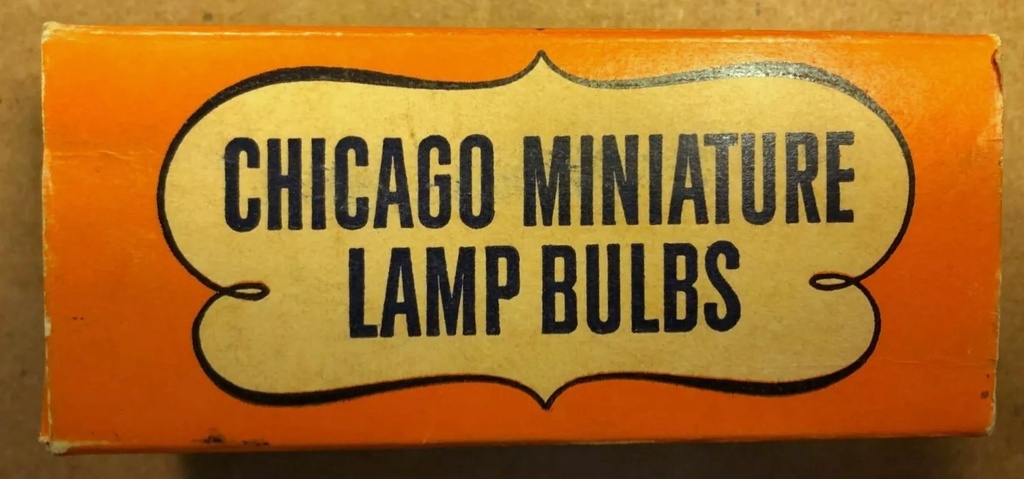 CHICAGO MINIATURE
LAMP BULBS